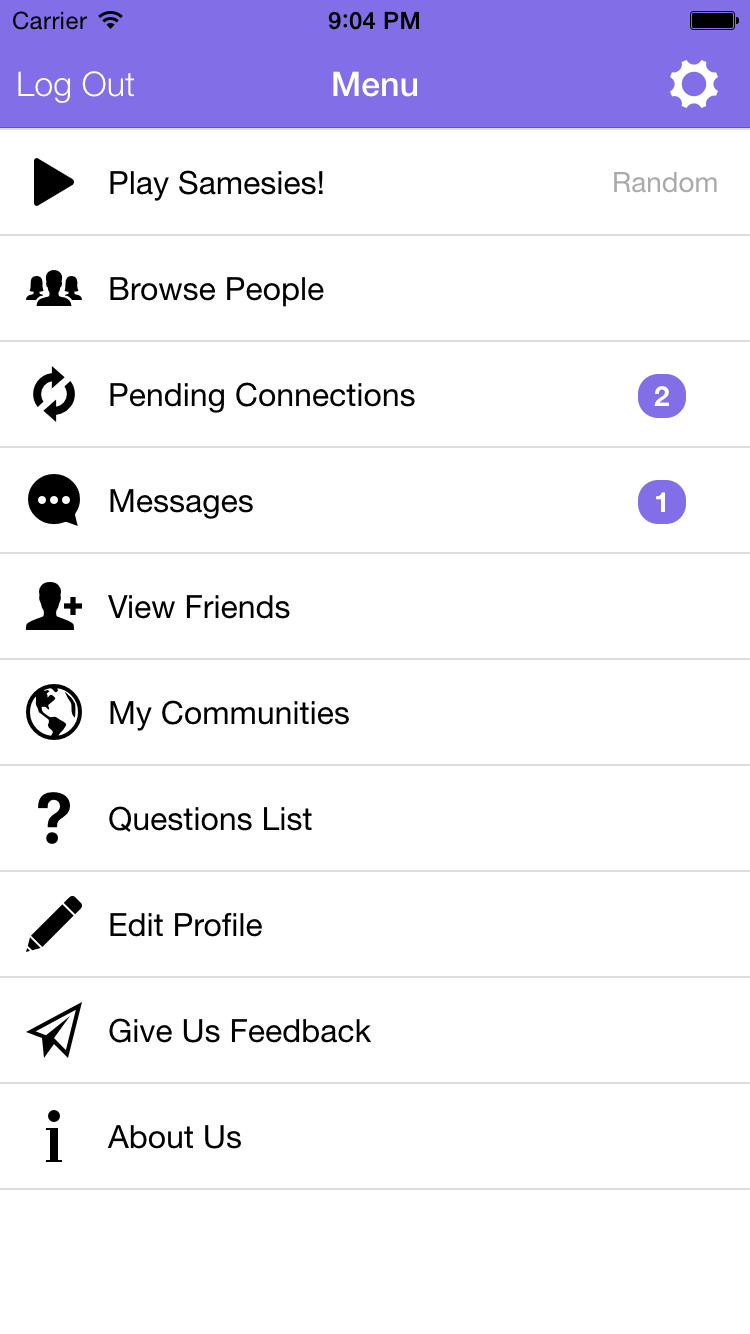 Carrier 9:04 PM
Log Out Menu
Play Samesies! Random
Browse People
Pending Connections 2
Messages 1
View Friends
My Communities
Questions List
Edit Profile
Give Us Feedback
About Us